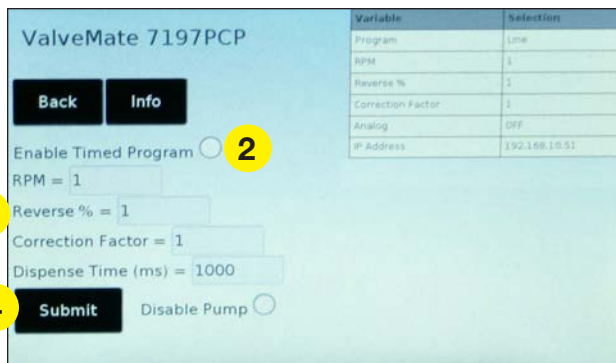 ValveMate 7197PCP
Back Info
Enable Timed Program 2
RPM = 1
Reverse % = 1
Correction Factor = 1
Dispense Time (ms) = 1000
Submit Disable Pump
Variable Selection
Program Line
RPM 1
Reverse % 1
Correction Factor 1
Analog OFF
IP Address 192.168.10.51